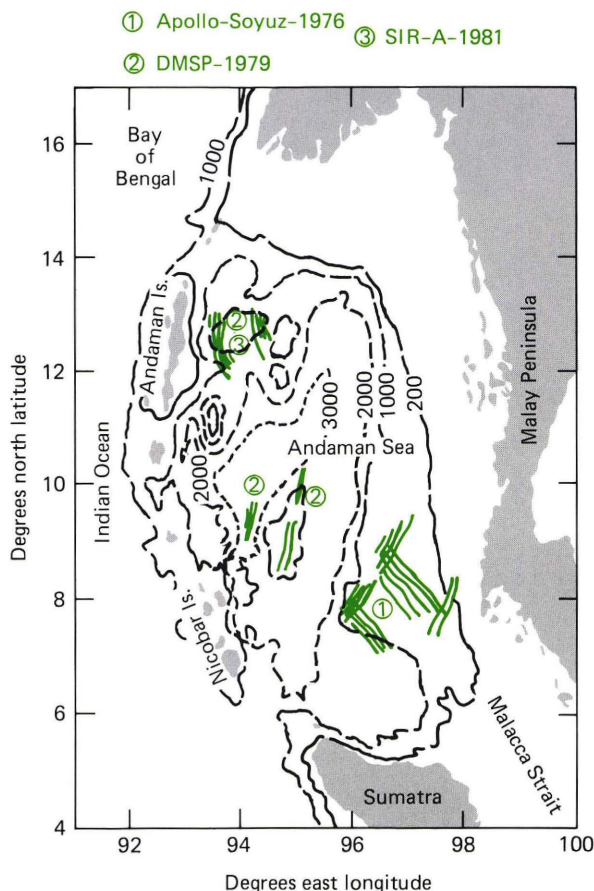 ① Apollo-Soyuz-1976
③ SIR-A-1981
② DMSP-1979
16
14
12
10
8
6
4
92
94
96
98
100
Degrees north latitude
Degrees east longitude
Bay
of
Bengal
1000
Andaman Is.
②
③
Indian Ocean
2000
3000
2000
1000
200
Andaman Sea
②
②
①
Nicobar Is.
Malay Peninsula
Malacca Strait
Sumatra